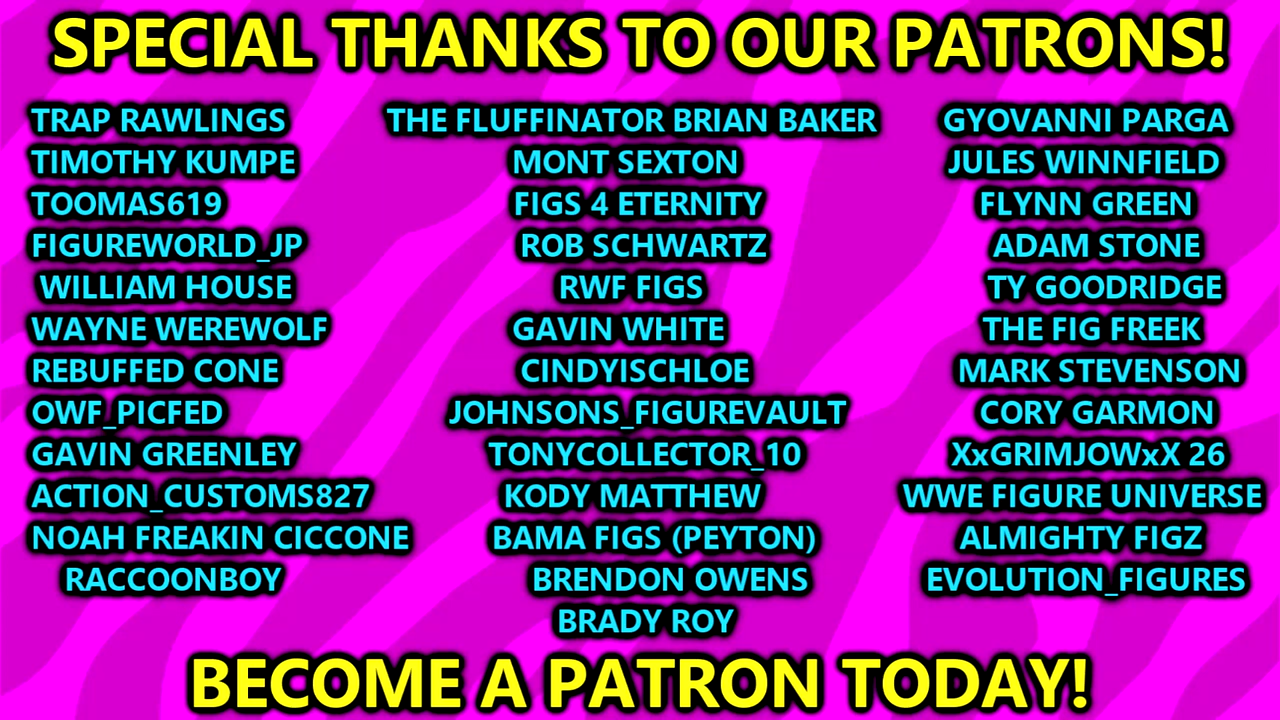 SPECIAL THANKS TO OUR PATRONS!
TRAP RAWLINGS
TIMOTHY KUMPE
TOOMAS619
FIGUREWORLD_JP
WILLIAM HOUSE
WAYNE WEREWOLF
REBUFFED CONE
OWF_PICFED
GAVIN GREENLEY
ACTION_CUSTOMS827
NOAH FREAKIN CICCONE
RACCOONBOY
THE FLUFFINATOR BRIAN BAKER
MONT SEXTON
FIGS 4 ETERNITY
ROB SCHWARTZ
RWF FIGS
GAVIN WHITE
CINDYISCHLOE
JOHNSONS_FIGUREVAULT
TONYCOLLECTOR_10
KODY MATTHEW
BAMA FIGS (PEYTON)
BRENDON OWENS
BRADY ROY
GYOVANNI PARGA
JULES WINNFIELD
FLYNN GREEN
ADAM STONE
TY GOODRIDGE
THE FIG FREEK
MARK STEVENSON
CORY GARMON
XxGRIMJOWxX 26
WWE FIGURE UNIVERSE
ALMIGHTY FIGZ
EVOLUTION_FIGURES
BECOME A PATRON TODAY!